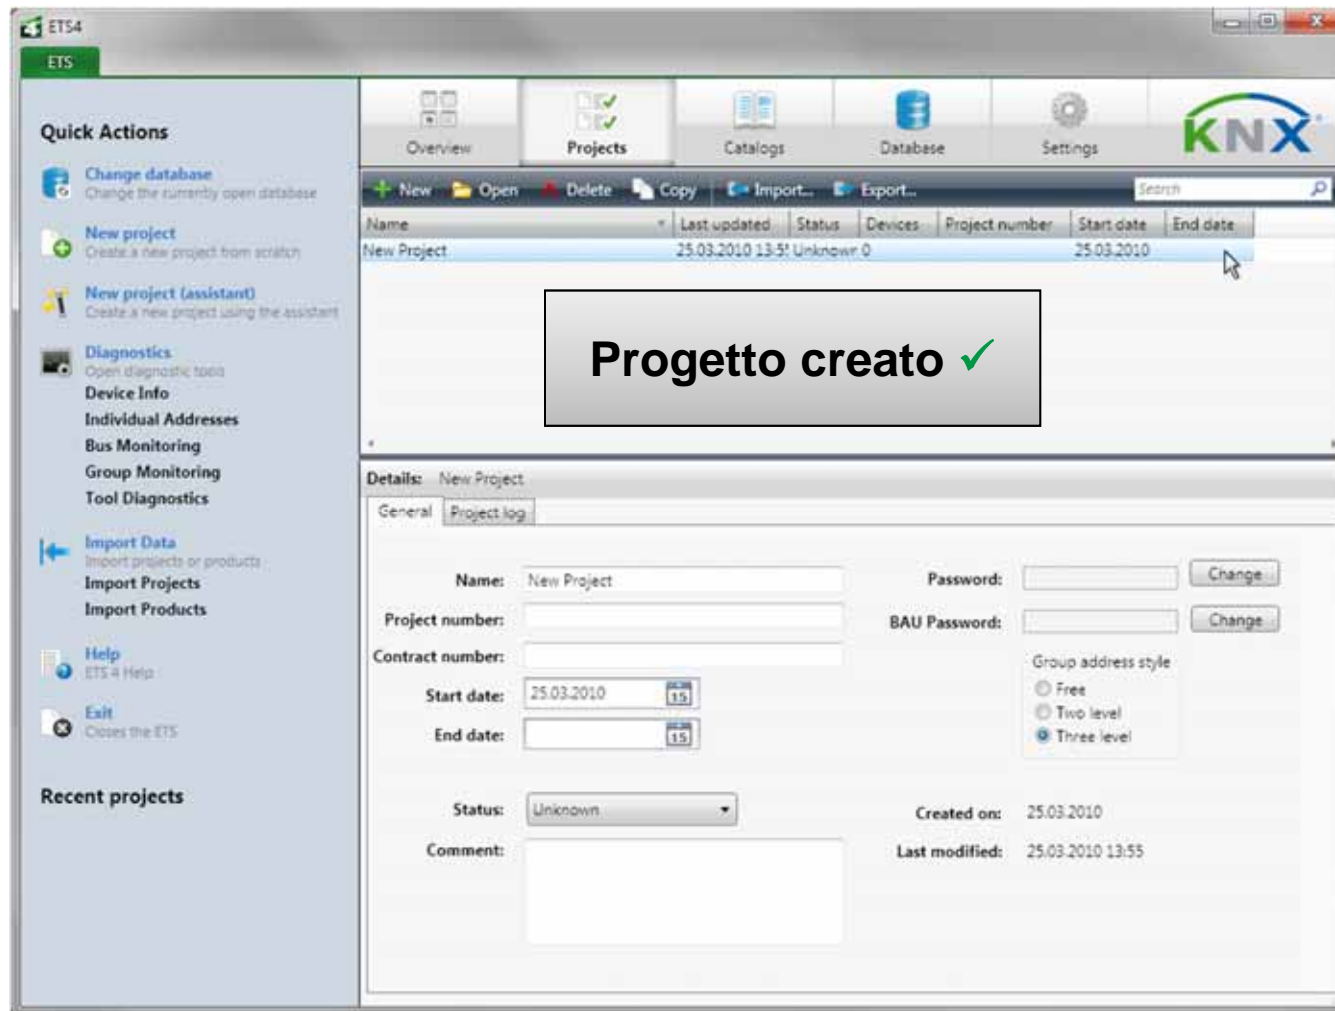 ETS4
ETS
Quick Actions
Change database
Change the currently open database
New project
Create a new project from scratch
New project (assistant)
Create a new project using the assistant
Diagnostics
Open diagnostic tools
Device Info
Individual Addresses
Bus Monitoring
Group Monitoring
Tool Diagnostics
Import Data
Import projects or products
Import Projects
Import Products
Help
ETS 4 Help
Exit
Closes the ETS
Recent projects
Overview Projects Catalogs Database Settings KNX
New Open Delete Copy Import... Export... Search
Name Last updated Status Devices Project number Start date End date
New Project 25.03.2010 13:5 Unknown 0 25.03.2010
Progetto creato ✓
Details: New Project
General Project log
Name: New Project
Project number:
Contract number:
Start date: 25.03.2010 15
End date: 15
Status: Unknown
Comment:
Password: Change
BAU Password: Change
Group address style
Free
Two level
Three level
Created on: 25.03.2010
Last modified: 25.03.2010 13:55